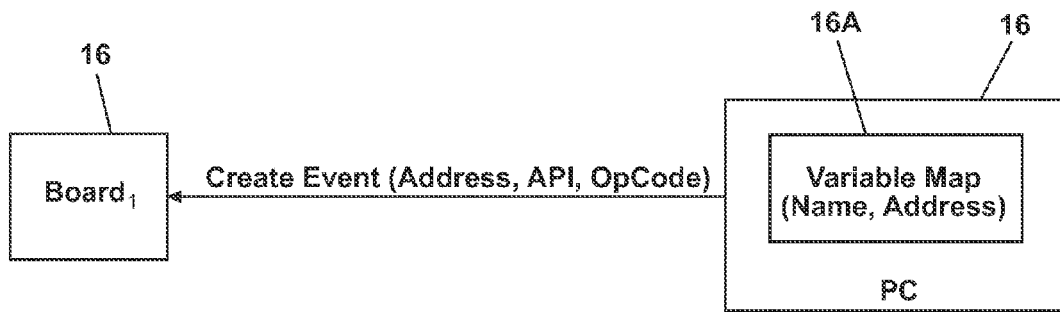 16A
16
16
Board1
Create Event (Address, API, OpCode)
Variable Map
(Name, Address)
PC